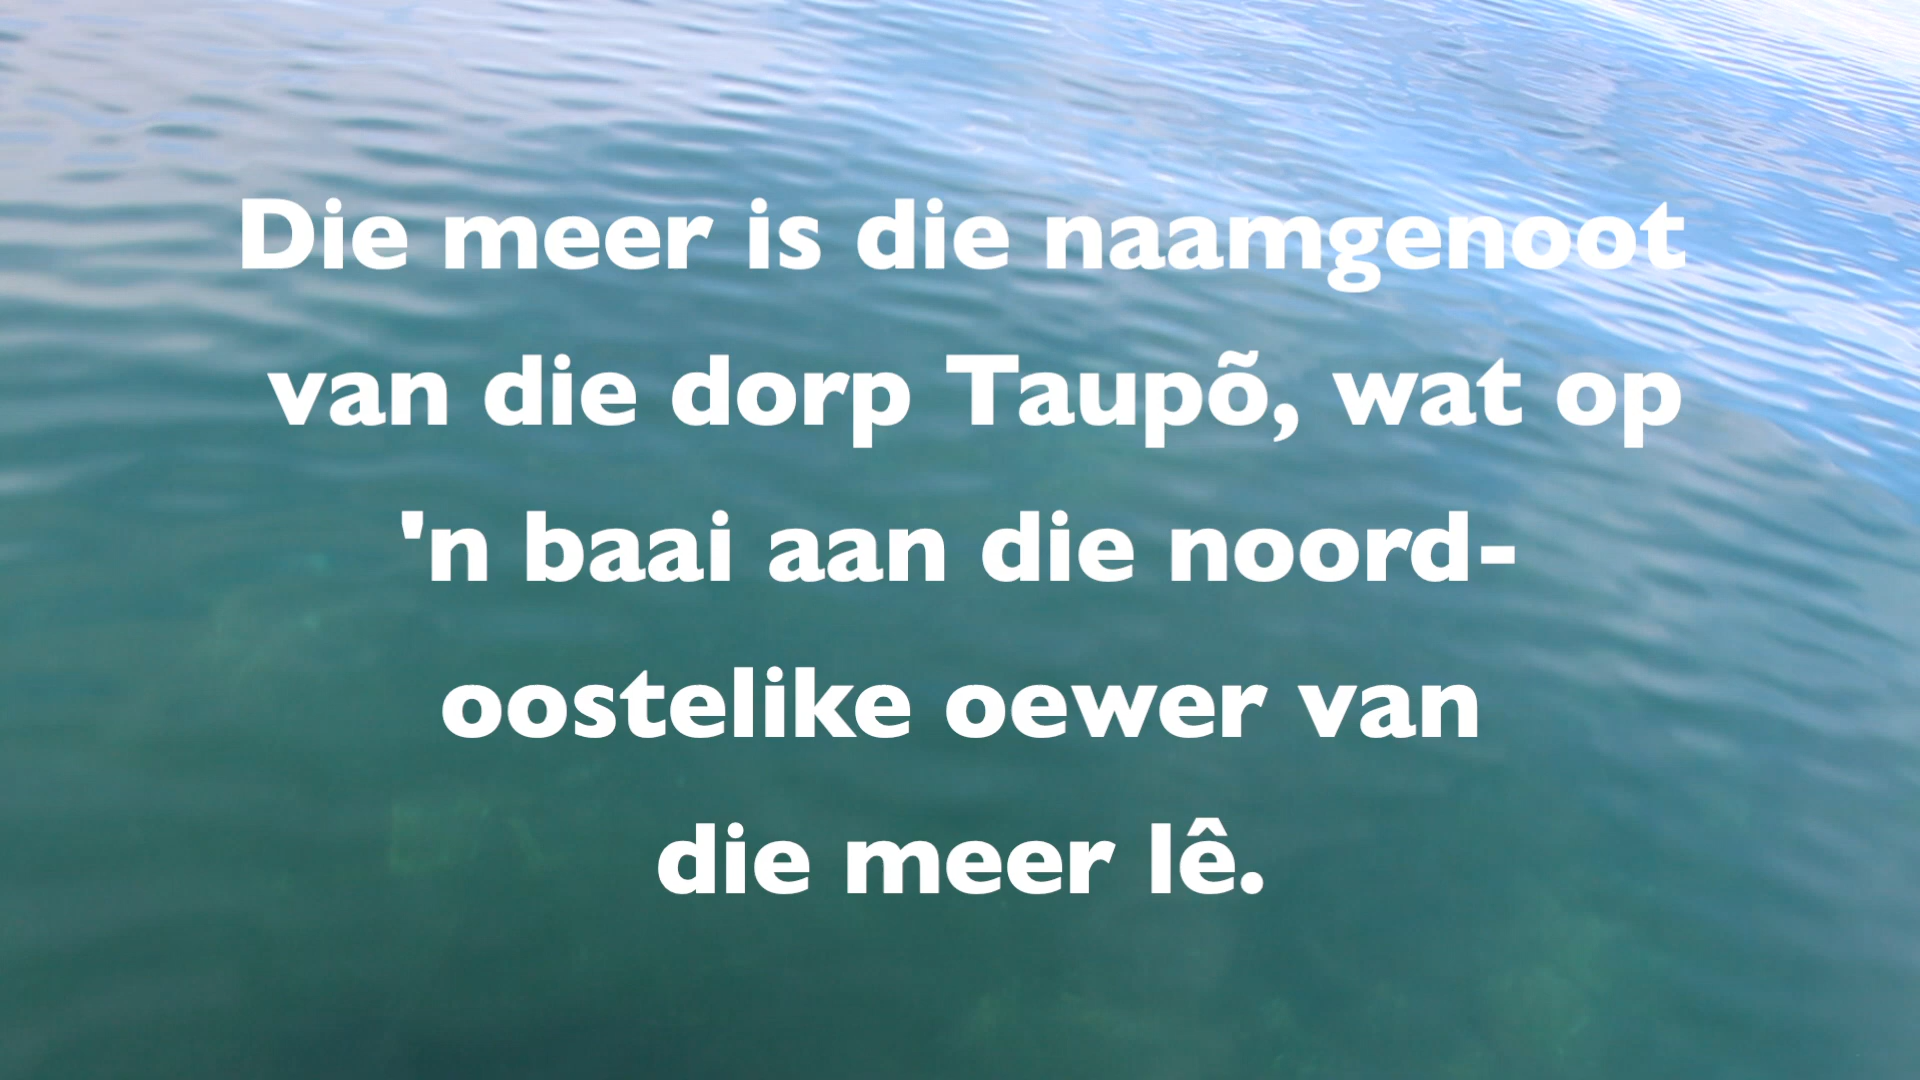 Die meer is die naamgenoot
van die dorp Taupõ, wat op
'n baai aan die noord-
oostelike oewer van
die meer lê.